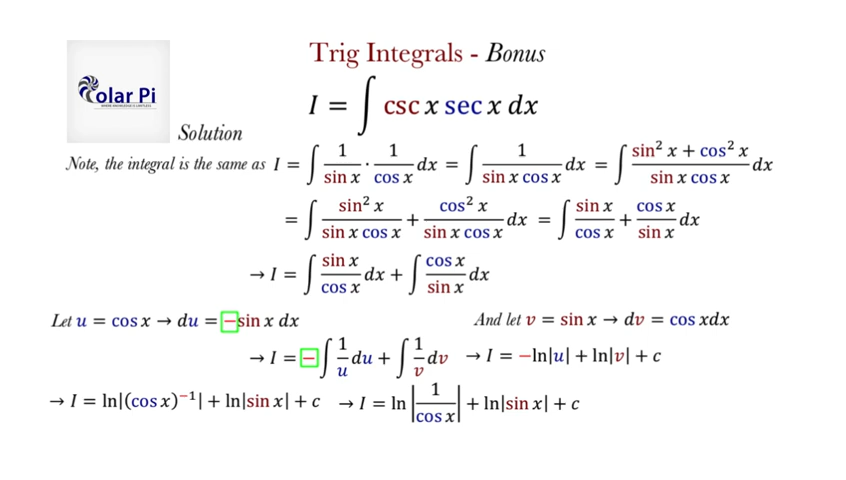 Trig Integrals - Bonus
olar Pi
I = ∫ csc x sec x dx
Solution
Note, the integral is the same as I = ∫ 1/sin x · 1/cos x dx = ∫ 1/(sin x cos x) dx = ∫ (sin² x + cos² x)/(sin x cos x) dx
= ∫ sin² x/(sin x cos x) + cos² x/(sin x cos x) dx = ∫ sin x/cos x + cos x/sin x dx
→ I = ∫ sin x/cos x dx + ∫ cos x/sin x dx
Let u = cos x → du = −sin x dx And let v = sin x → dv = cos xdx
→ I = −∫ 1/u du + ∫ 1/v dv → I = −ln|u| + ln|v| + c
→ I = ln|(cos x)⁻¹| + ln|sin x| + c → I = ln |1/cos x| + ln|sin x| + c